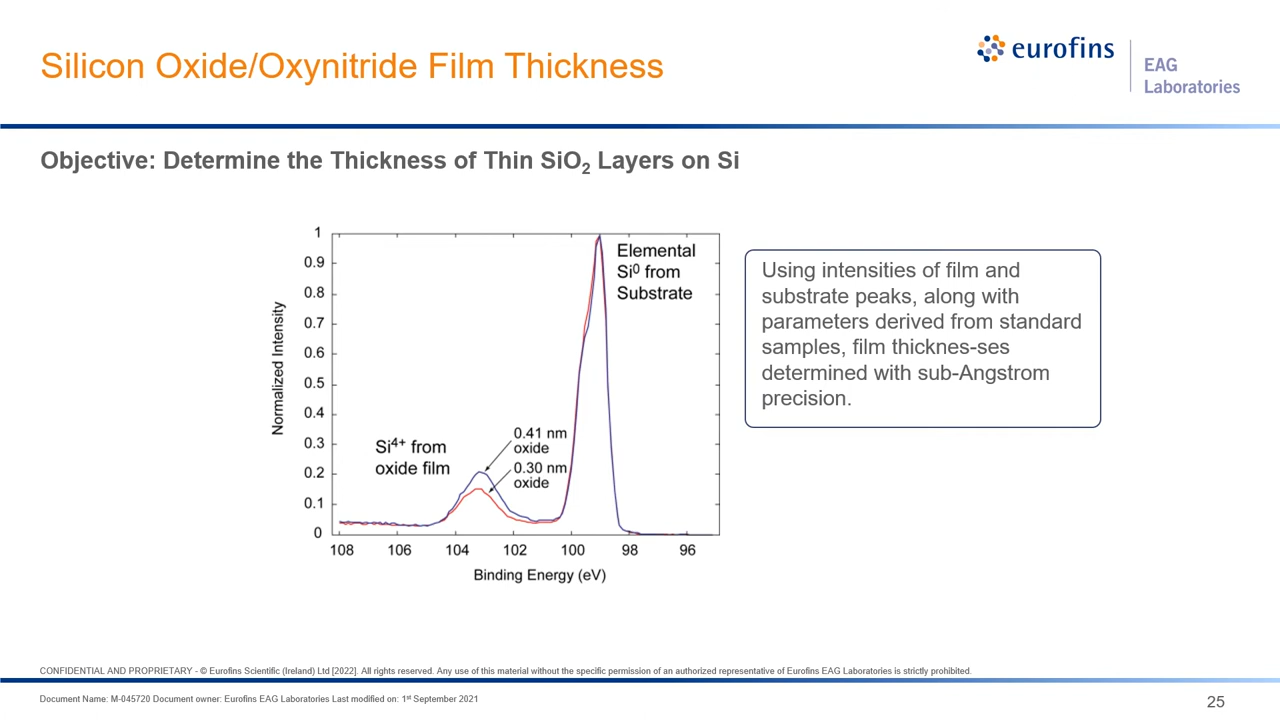 Silicon Oxide/Oxynitride Film Thickness
eurofins
EAG
Laboratories
Objective: Determine the Thickness of Thin SiO₂ Layers on Si
1
0.9
0.8
0.7
0.6
0.5
0.4
0.3
0.2
0.1
0
Normalized Intensity
Elemental
Si⁰ from
Substrate
Si⁴⁺ from
oxide film
0.41 nm
oxide
0.30 nm
oxide
108 106 104 102 100 98 96
Binding Energy (eV)
Using intensities of film and
substrate peaks, along with
parameters derived from standard
samples, film thicknes-ses
determined with sub-Angstrom
precision.
CONFIDENTIAL AND PROPRIETARY - © Eurofins Scientific (Ireland) Ltd [2022]. All rights reserved. Any use of this material without the specific permission of an authorized representative of Eurofins EAG Laboratories is strictly prohibited.
Document Name: M-045720 Document owner: Eurofins EAG Laboratories Last modified on: 1ˢᵗ September 2021
25